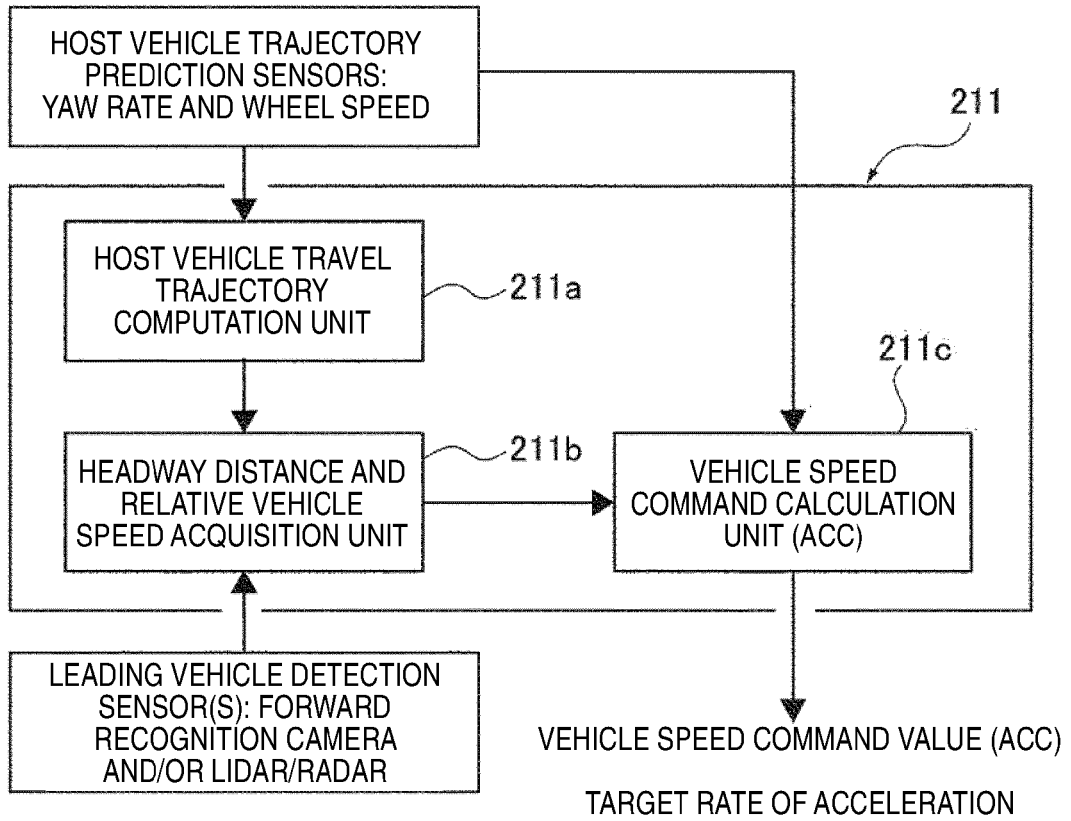 HOST VEHICLE TRAJECTORY
PREDICTION SENSORS:
YAW RATE AND WHEEL SPEED
211
HOST VEHICLE TRAVEL
TRAJECTORY
COMPUTATION UNIT
211a
211c
HEADWAY DISTANCE AND
RELATIVE VEHICLE
SPEED ACQUISITION UNIT
211b
VEHICLE SPEED
COMMAND CALCULATION
UNIT (ACC)
LEADING VEHICLE DETECTION
SENSOR(S): FORWARD
RECOGNITION CAMERA
AND/OR LIDAR/RADAR
VEHICLE SPEED COMMAND VALUE (ACC)
TARGET RATE OF ACCELERATION